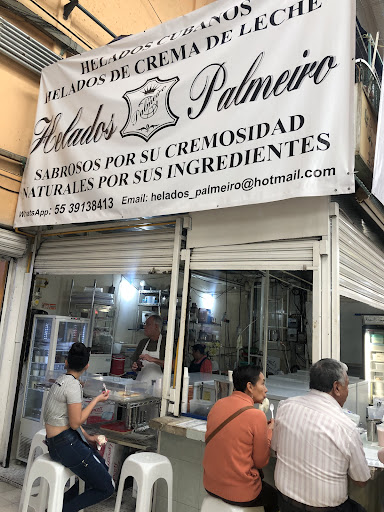 HELADOS CUBANOS
HELADOS DE CREMA DE LECHE
Helados Palmeiro
SABROSOS POR SU CREMOSIDAD
NATURALES POR SUS INGREDIENTES
WhatsApp: 55 39138413 Email: helados_palmeiro@hotmail.com